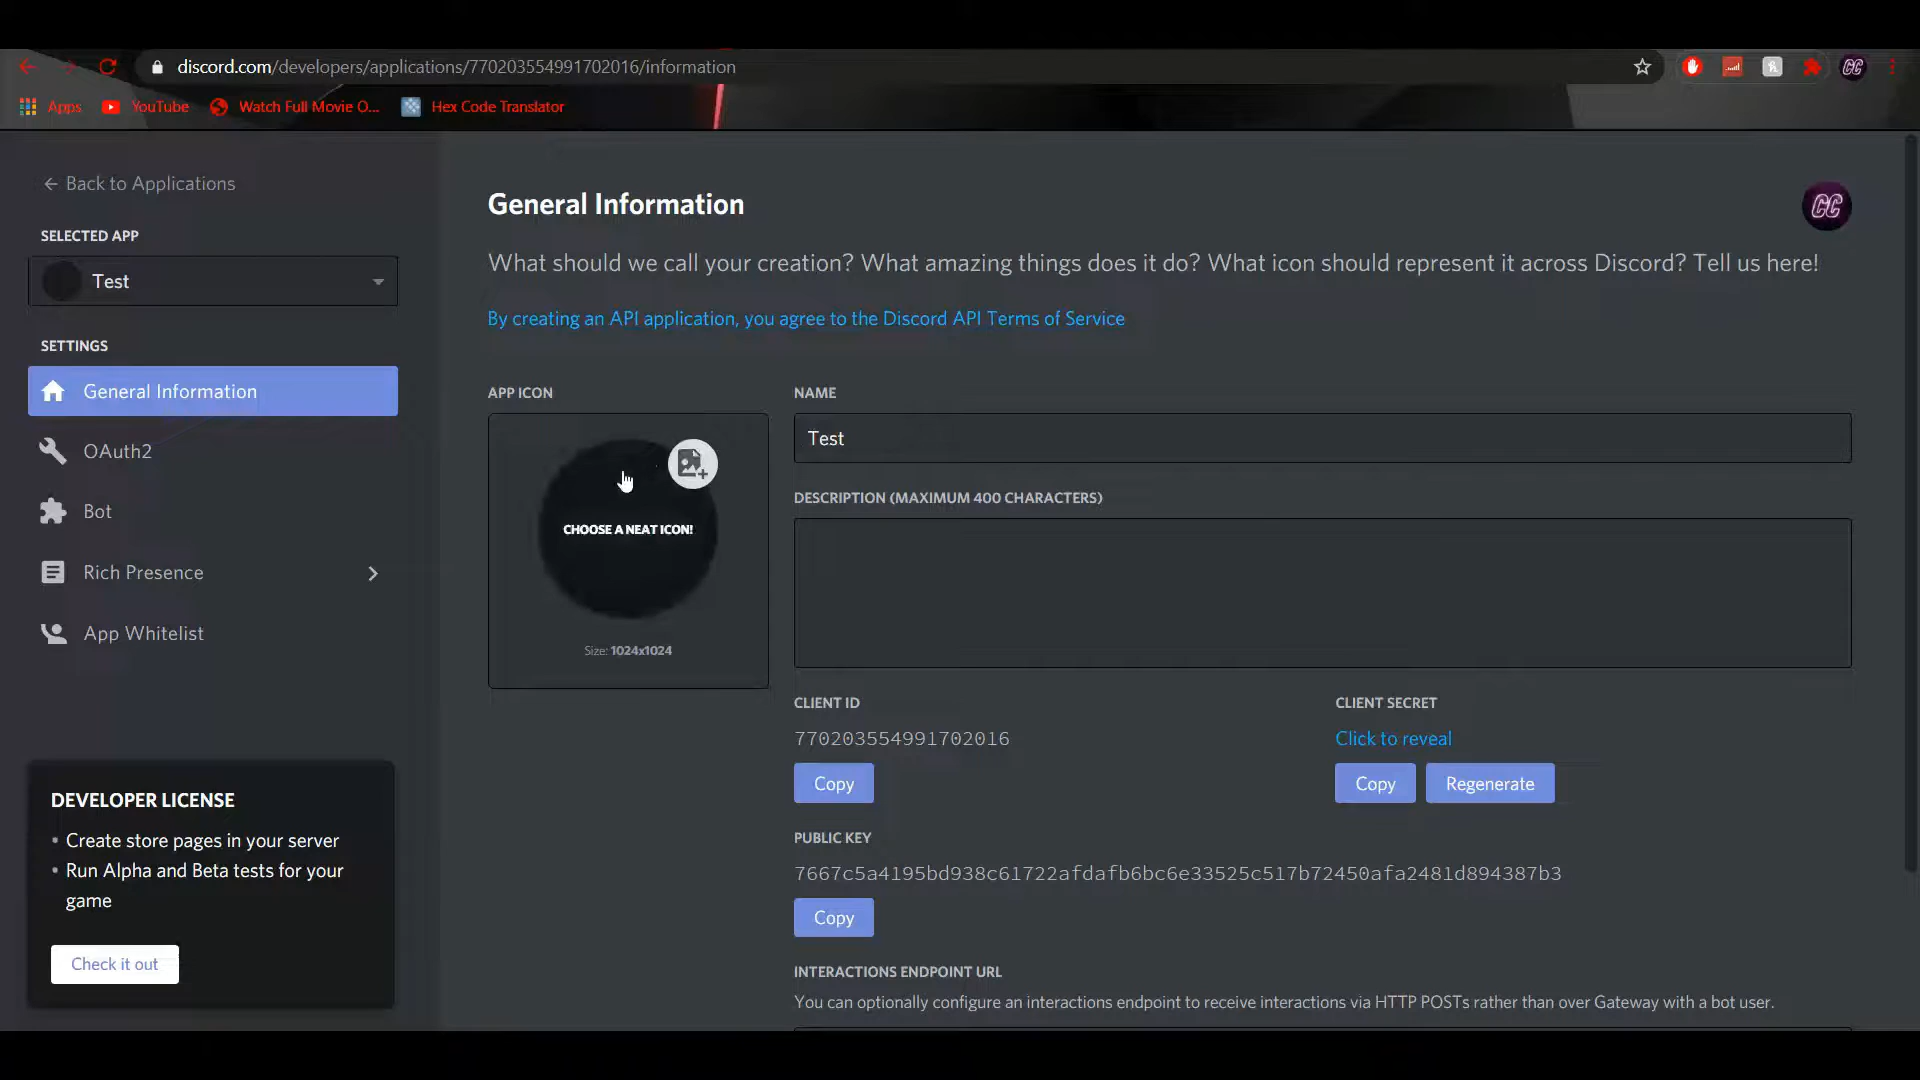 discord.com/developers/applications/770203554991702016/information
Apps
YouTube
Watch Full Movie O...
Hex Code Translator
CC
Back to Applications
SELECTED APP
Test
SETTINGS
General Information
OAuth2
Bot
Rich Presence
App Whitelist
DEVELOPER LICENSE
• Create store pages in your server
• Run Alpha and Beta tests for your
game
Check it out
General Information
CC
What should we call your creation? What amazing things does it do? What icon should represent it across Discord? Tell us here!
By creating an API application, you agree to the Discord API Terms of Service
APP ICON
CHOOSE A NEAT ICON!
Size: 1024x1024
NAME
Test
DESCRIPTION (MAXIMUM 400 CHARACTERS)
CLIENT ID
770203554991702016
Copy
CLIENT SECRET
Click to reveal
Copy
Regenerate
PUBLIC KEY
7667c5a4195bd938c61722afdafb6bc6e33525c517b72450afa2481d894387b3
Copy
INTERACTIONS ENDPOINT URL
You can optionally configure an interactions endpoint to receive interactions via HTTP POSTs rather than over Gateway with a bot user.